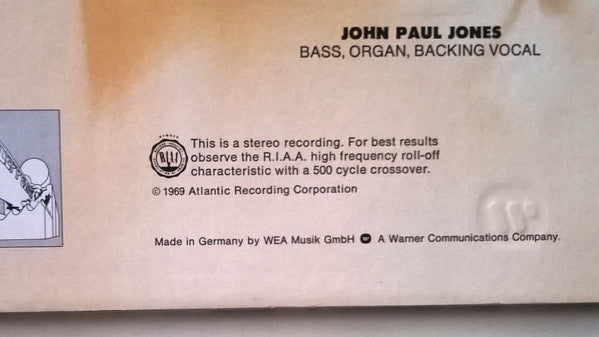 JOHN PAUL JONES
BASS, ORGAN, BACKING VOCAL
This is a stereo recording. For best results
observe the R.I.A.A. high frequency roll-off
characteristic with a 500 cycle crossover.
© 1969 Atlantic Recording Corporation
Made in Germany by WEA Musik GmbH A Warner Communications Company.